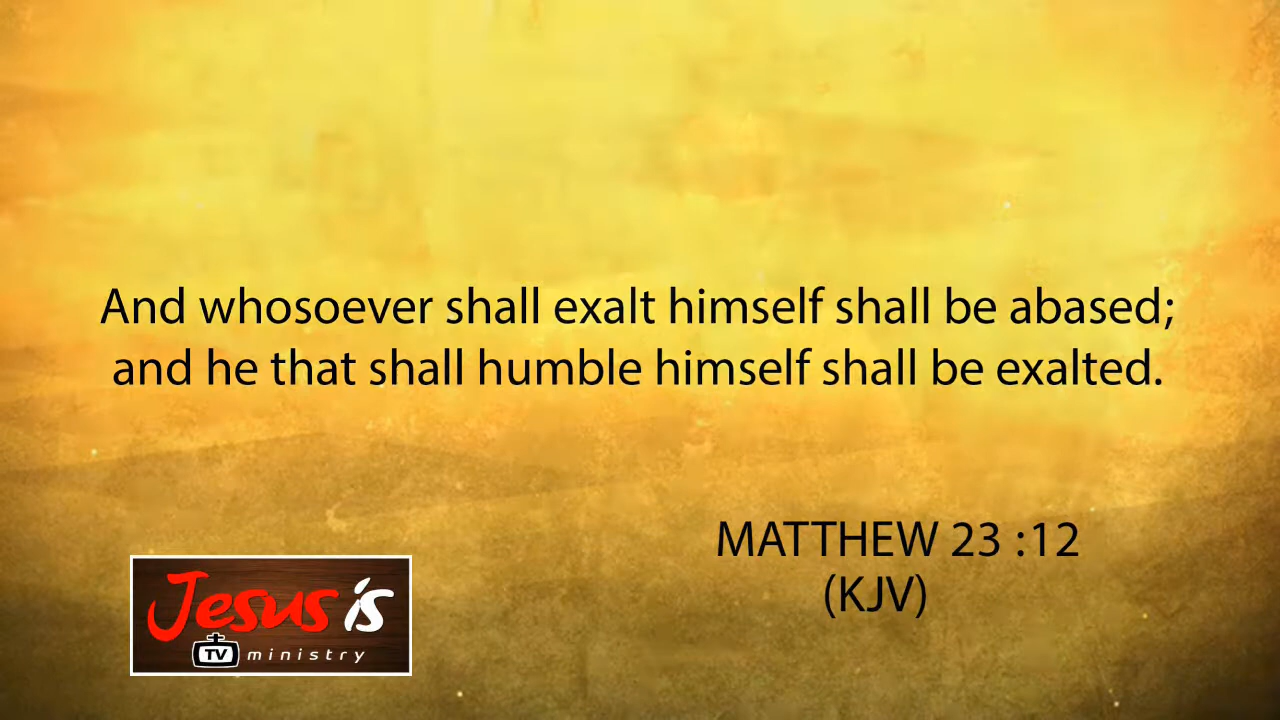 And whosoever shall exalt himself shall be abased;
and he that shall humble himself shall be exalted.
MATTHEW 23 :12
(KJV)
Jesus is
TV ministry